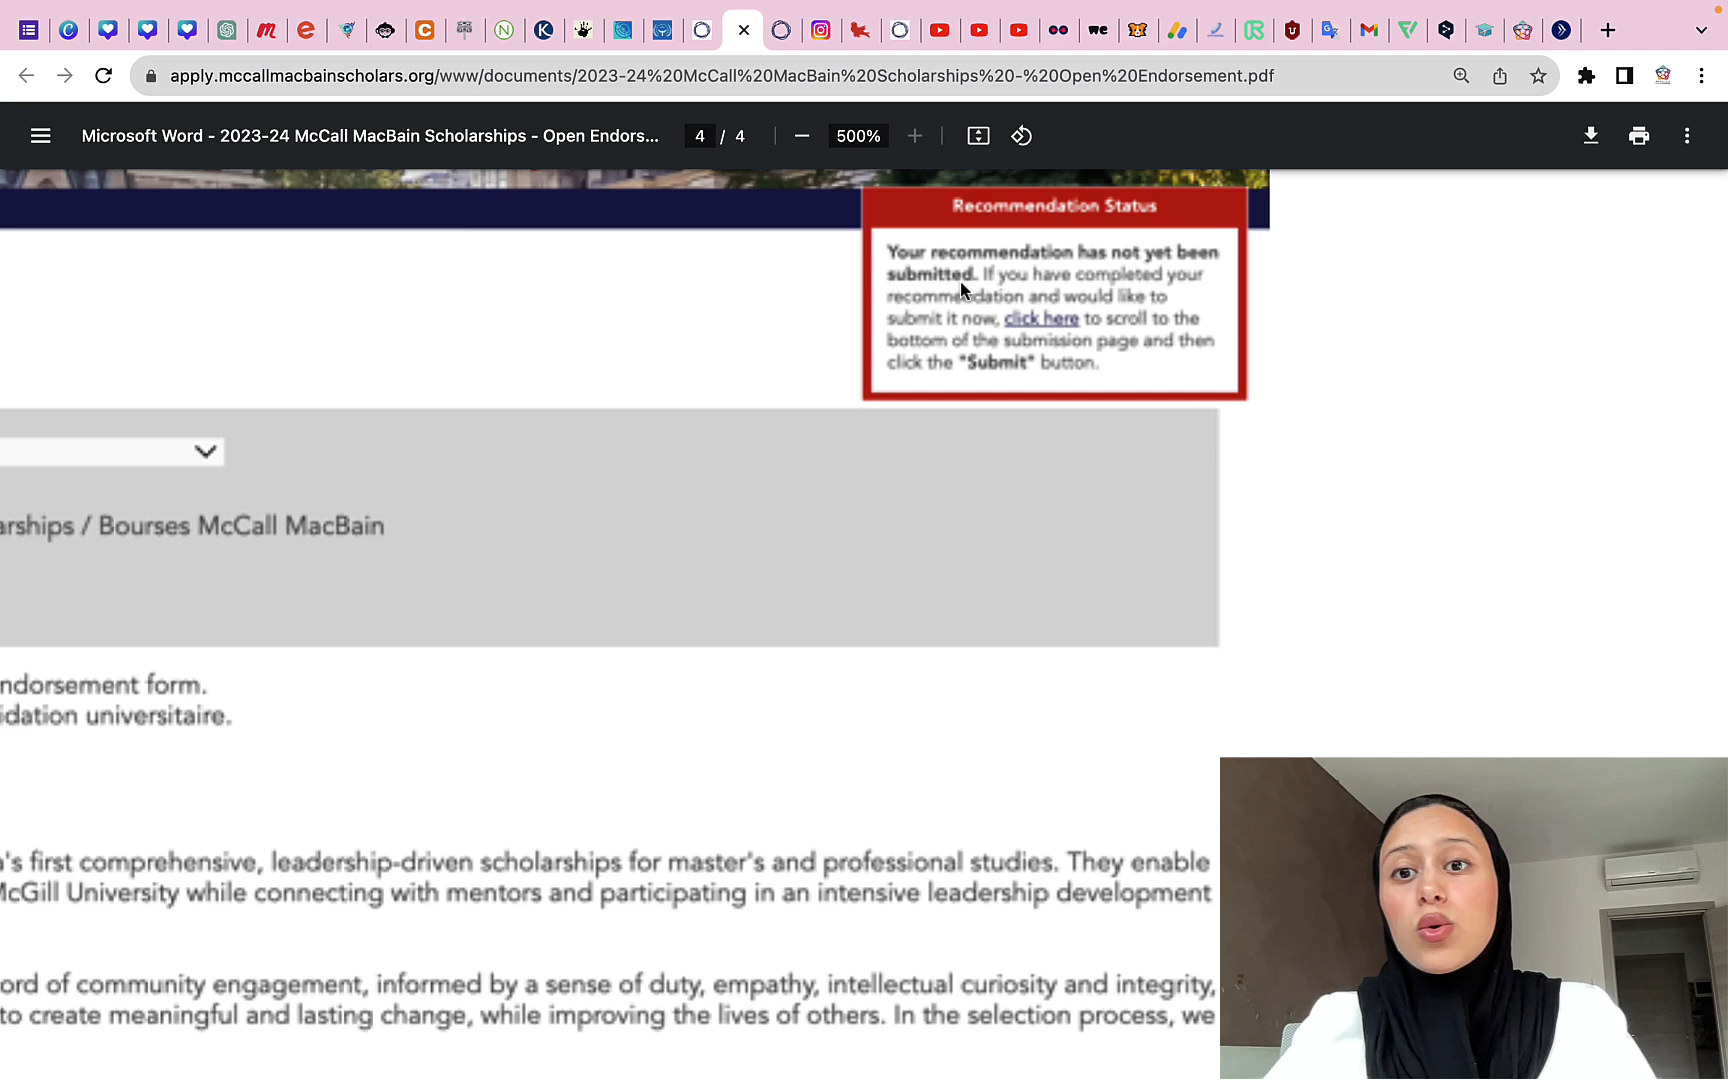 apply.mccallmacbainscholars.org/www/documents/2023-24%20McCall%20MacBain%20Scholarships%20-%20Open%20Endorsement.pdf
Microsoft Word - 2023-24 McCall MacBain Scholarships - Open Endors...
4 / 4
500%
Recommendation Status
Your recommendation has not yet been
submitted. If you have completed your
recommendation and would like to
submit it now, click here to scroll to the
bottom of the submission page and then
click the "Submit" button.
arships / Bourses McCall MacBain
ndorsement form.
idation universitaire.
a's first comprehensive, leadership-driven scholarships for master's and professional studies. They enable
McGill University while connecting with mentors and participating in an intensive leadership development
ord of community engagement, informed by a sense of duty, empathy, intellectual curiosity and integrity,
to create meaningful and lasting change, while improving the lives of others. In the selection process, we